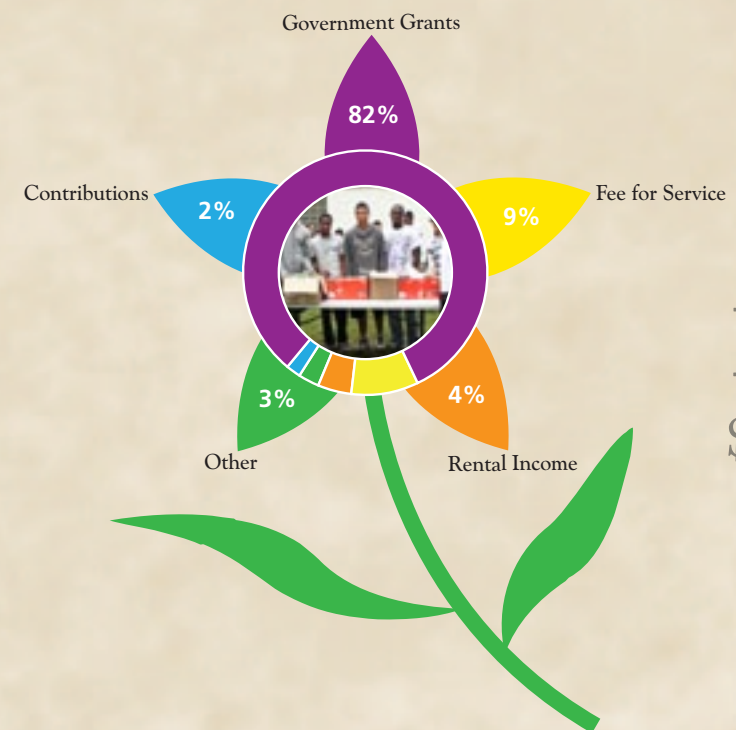 Government Grants
82%
Contributions
2%
9%
Fee for Service
3%
4%
Other
Rental Income